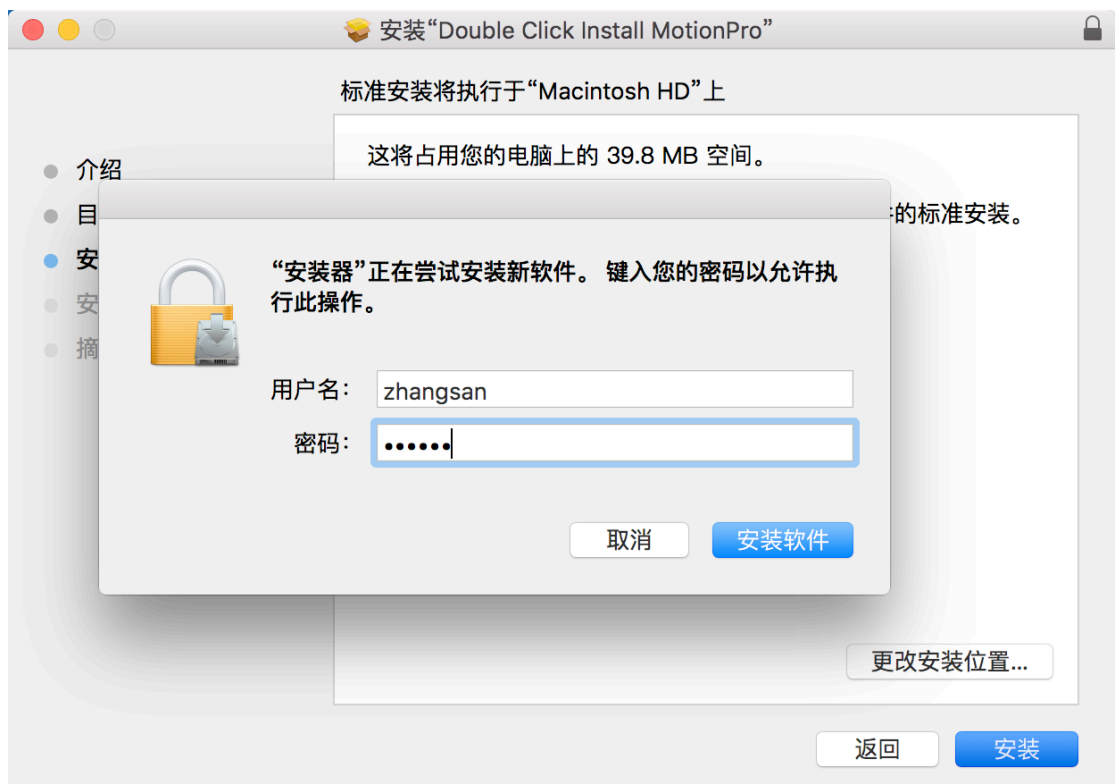 安装“Double Click Install MotionPro”
标准安装将执行于“Macintosh HD”上
这将占用您的电脑上的 39.8 MB 空间。
介绍
目
的标准安装。
安
安
摘
“安装器”正在尝试安装新软件。 键入您的密码以允许执
行此操作。
用户名： zhangsan
密码： ••••••
取消 安装软件
更改安装位置...
返回 安装